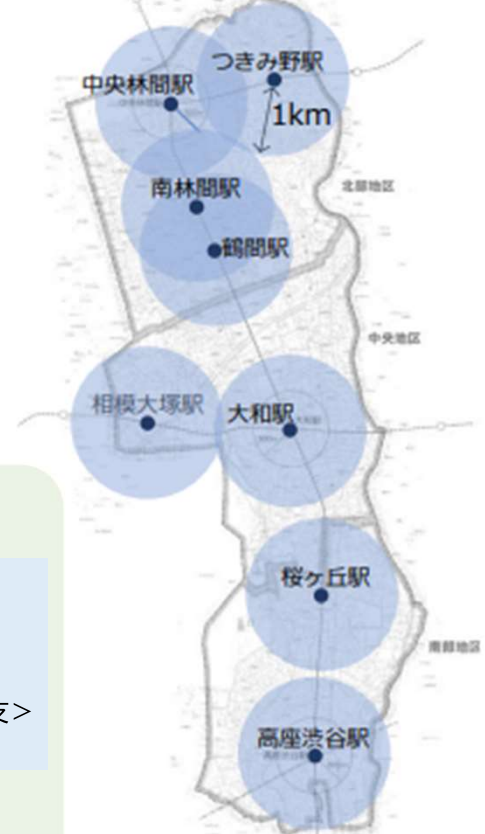 つきみ野駅
中央林間駅
1km
南林間駅
北部地区
鶴間駅
中央地区
相模大塚駅
大和駅
桜ヶ丘駅
南部地区
支>
高座渋谷駅